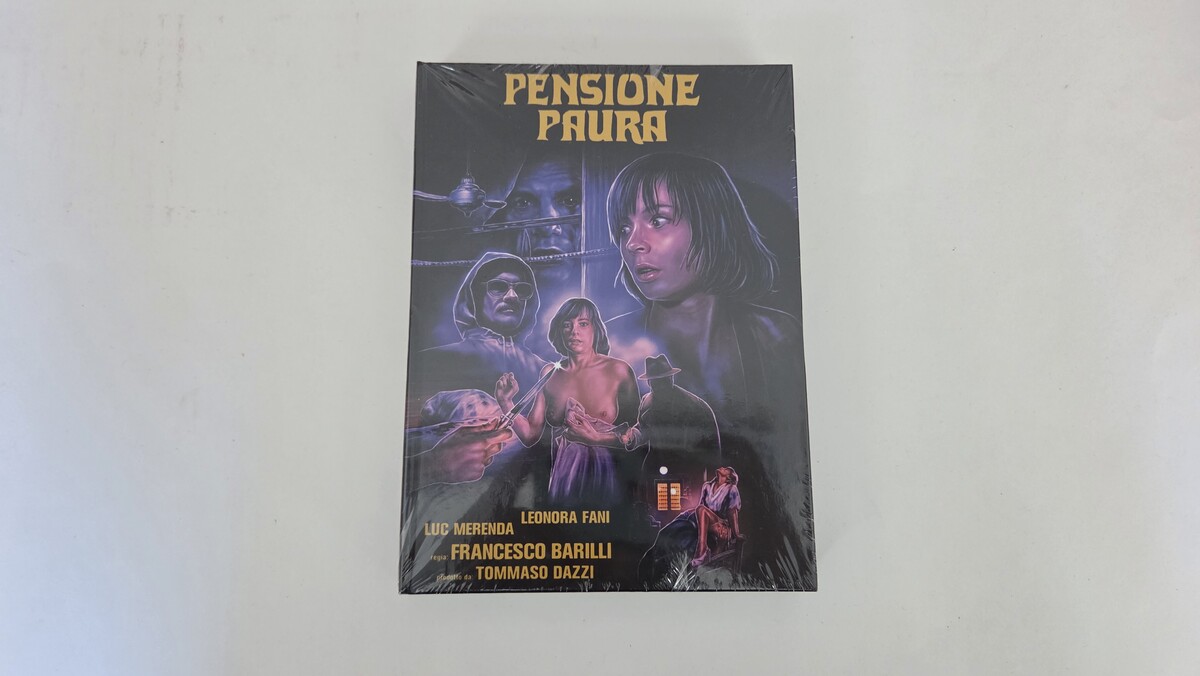 PENSIONE
PAURA
LEONORA FANI
LUC MERENDA
regia: FRANCESCO BARILLI
prodotto da: TOMMASO DAZZI